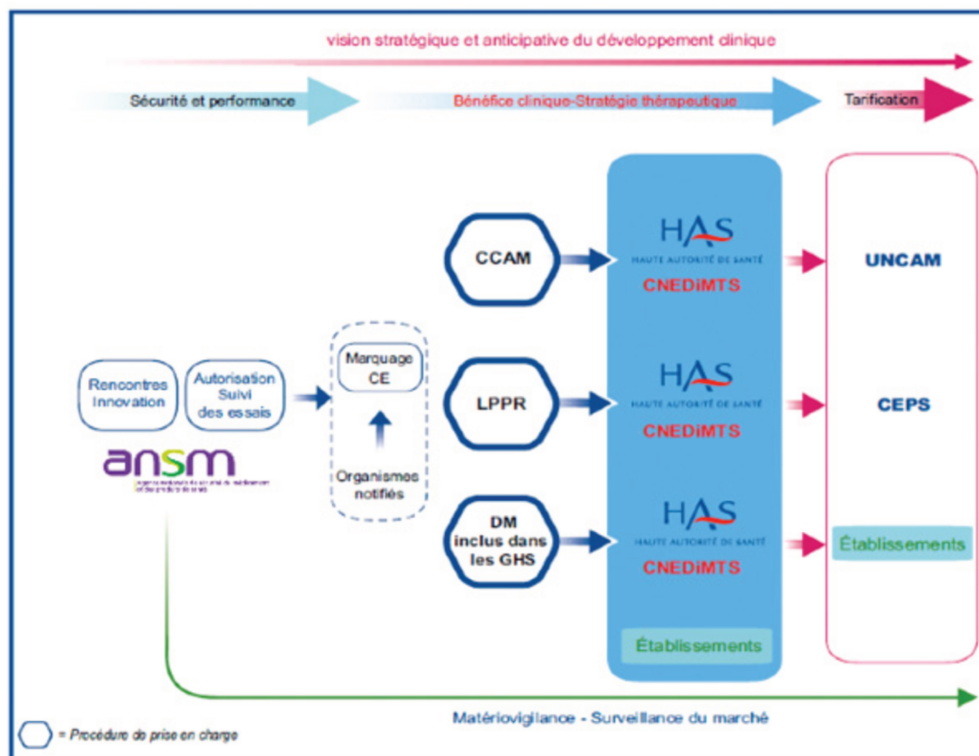 vision stratégique et anticipative du développement clinique
Sécurité et performance
Bénéfice clinique-Stratégie thérapeutique
Tarification
CCAM
HAS
HAUTE AUTORITÉ DE SANTÉ
CNEDiMTS
UNCAM
Rencontres
Innovation
Autorisation
Suivi
des essais
Marquage
CE
LPPR
HAS
HAUTE AUTORITÉ DE SANTÉ
CNEDiMTS
CEPS
ansm
Organismes
notifiés
DM
inclus dans
les GHS
HAS
HAUTE AUTORITÉ DE SANTÉ
CNEDiMTS
Établissements
Établissements
Matériovigilance - Surveillance du marché
= Procédure de prise en charge